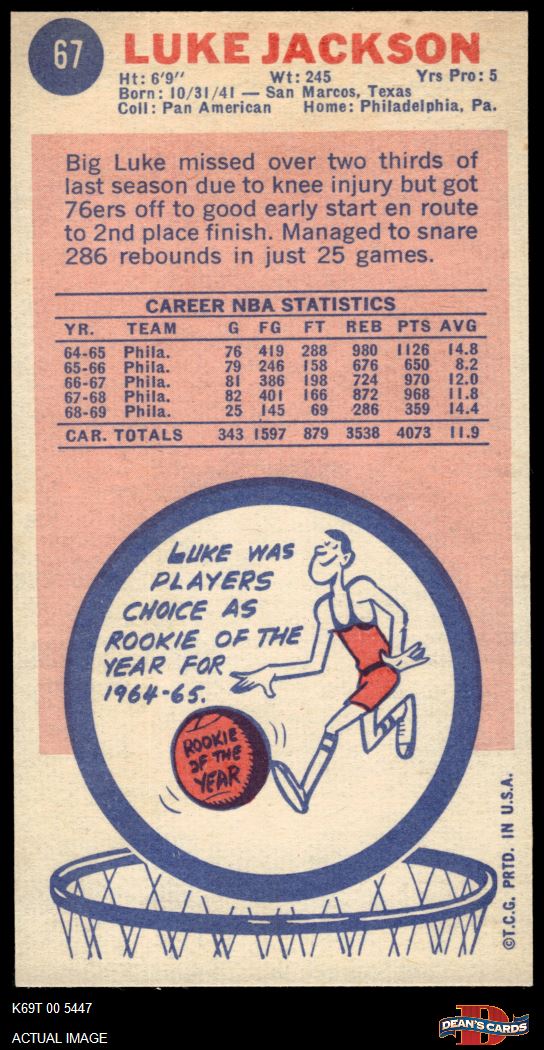 67
LUKE JACKSON
Ht: 6'9" Wt: 245 Yrs Pro: 5
Born: 10/31/41 — San Marcos, Texas
Coll: Pan American Home: Philadelphia, Pa.
Big Luke missed over two thirds of
last season due to knee injury but got
76ers off to good early start en route
to 2nd place finish. Managed to snare
286 rebounds in just 25 games.
CAREER NBA STATISTICS
YR. TEAM G FG FT REB PTS AVG
64-65 Phila. 76 419 288 980 1126 14.8
65-66 Phila. 79 246 158 676 650 8.2
66-67 Phila. 81 386 198 724 970 12.0
67-68 Phila. 82 401 166 872 968 11.8
68-69 Phila. 25 145 69 286 359 14.4
CAR. TOTALS 343 1597 879 3538 4073 11.9
LUKE WAS
PLAYERS
CHOICE AS
ROOKIE OF THE
YEAR FOR
1964-65.
ROOKIE
OF THE
YEAR
©T.C.G. PRTD. IN U.S.A.
K69T 00 5447
ACTUAL IMAGE
D
DEAN'S CARDS